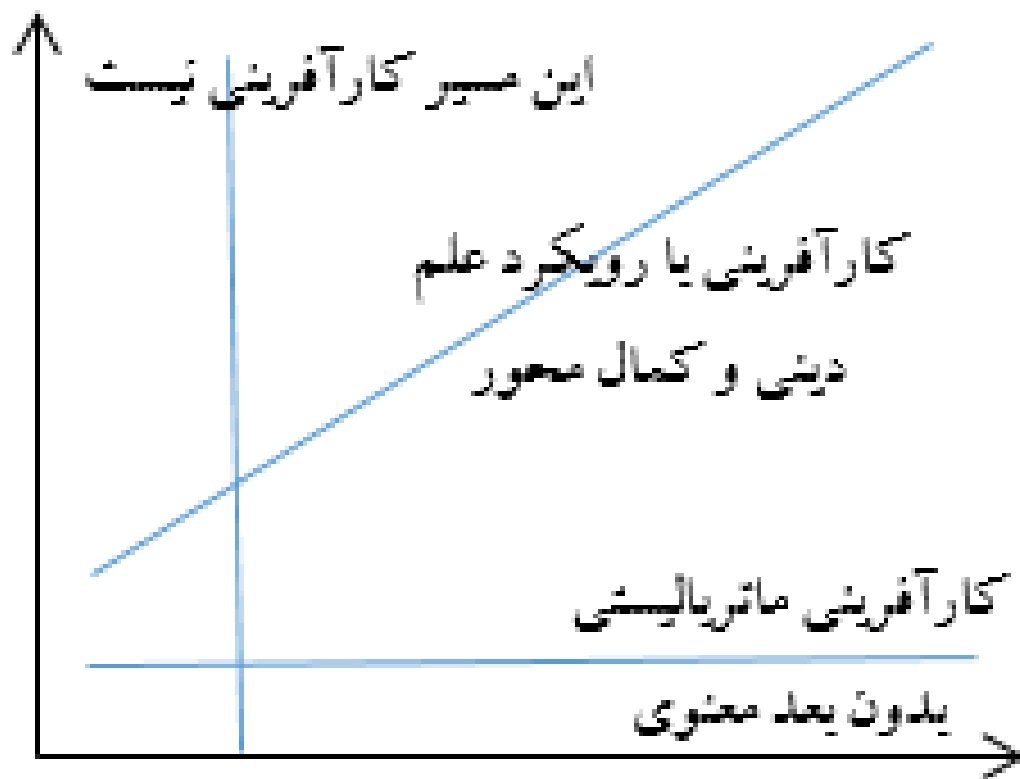 این مسیر کارآفرینی نیست
کارآفرینی با رویکرد علم
دینی و کمال محور
کارآفرینی ماتریالیستی
بدون بعد معنوی